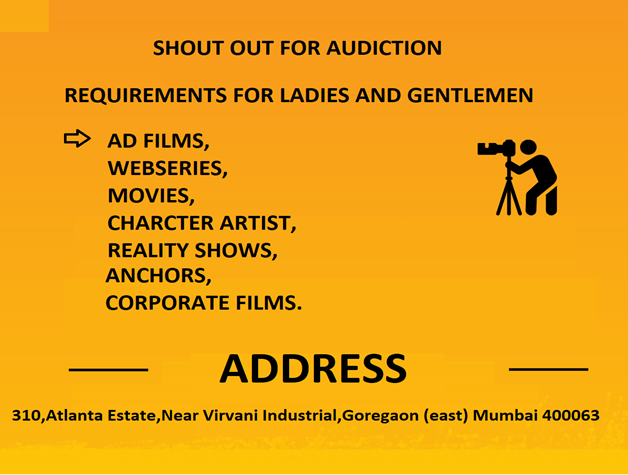 SHOUT OUT FOR AUDICTION
REQUIREMENTS FOR LADIES AND GENTLEMEN
AD FILMS,
WEBSERIES,
MOVIES,
CHARCTER ARTIST,
REALITY SHOWS,
ANCHORS,
CORPORATE FILMS.
ADDRESS
310,Atlanta Estate,Near Virvani Industrial,Goregaon (east) Mumbai 400063